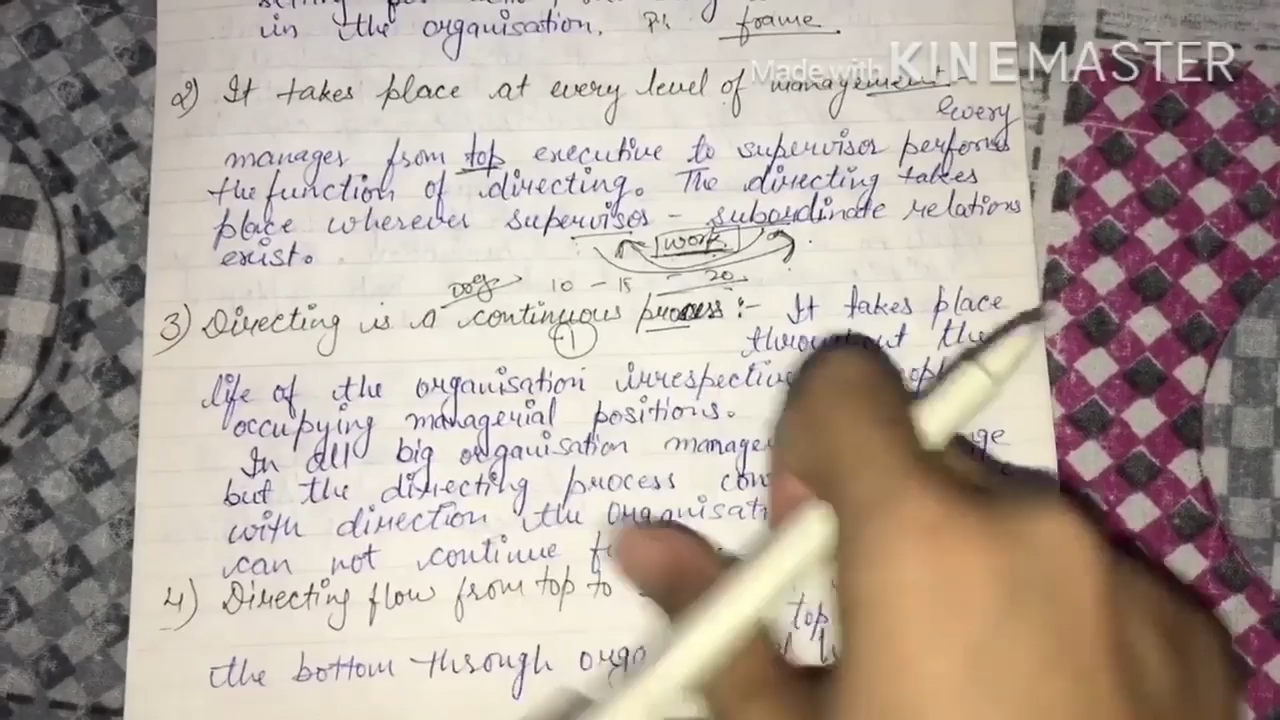 in the organisation. frame
Made with KINEMASTER
2) It takes place at every level of management -
Every
manager from top executive to supervisor performs
the function of directing. The directing takes
place wherever supervisor - subordinate relations
exist.
work
10 - 15 - 20
3) Directing is a continuous process :- It takes place
throughout the
life of the organisation irrespective
occupying managerial positions.
In all big organisation
but the directing process
with direction the
can not continue
4) Directing flow from top to
top
the bottom through